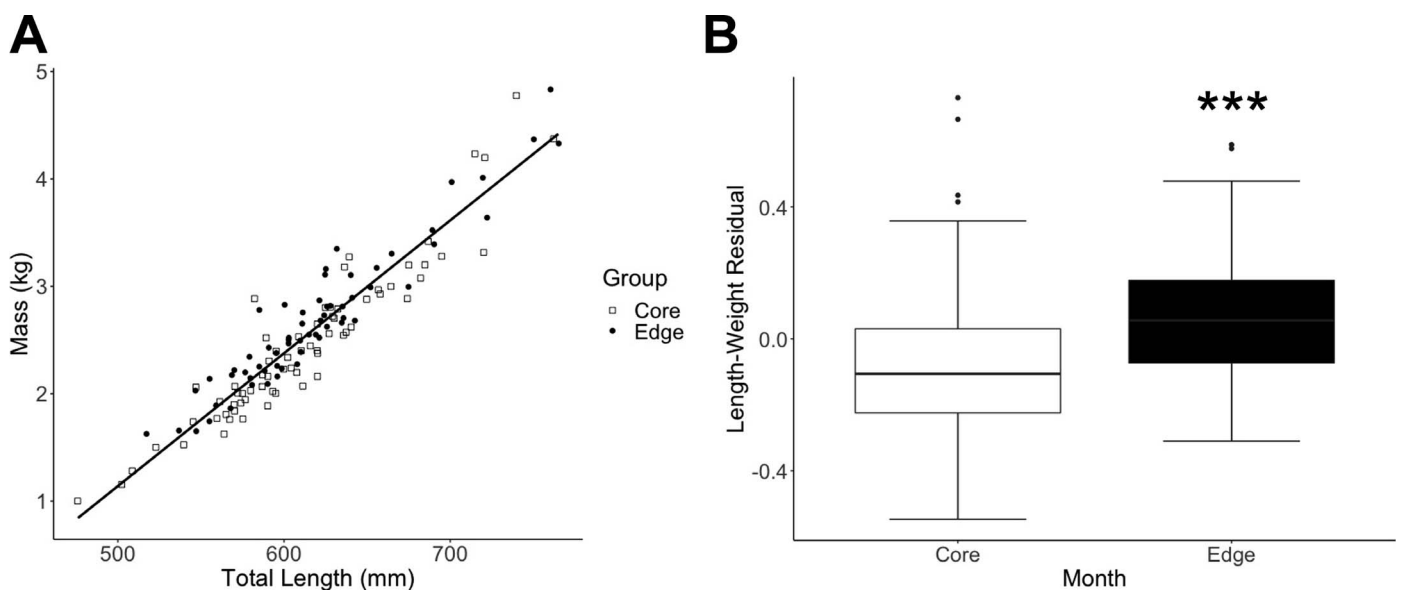 A
5
4
3
2
1
Mass (kg)
500 600 700
Total Length (mm)
Group
Core
Edge
B
***
0.4
0.0
-0.4
Length-Weight Residual
Core Edge
Month